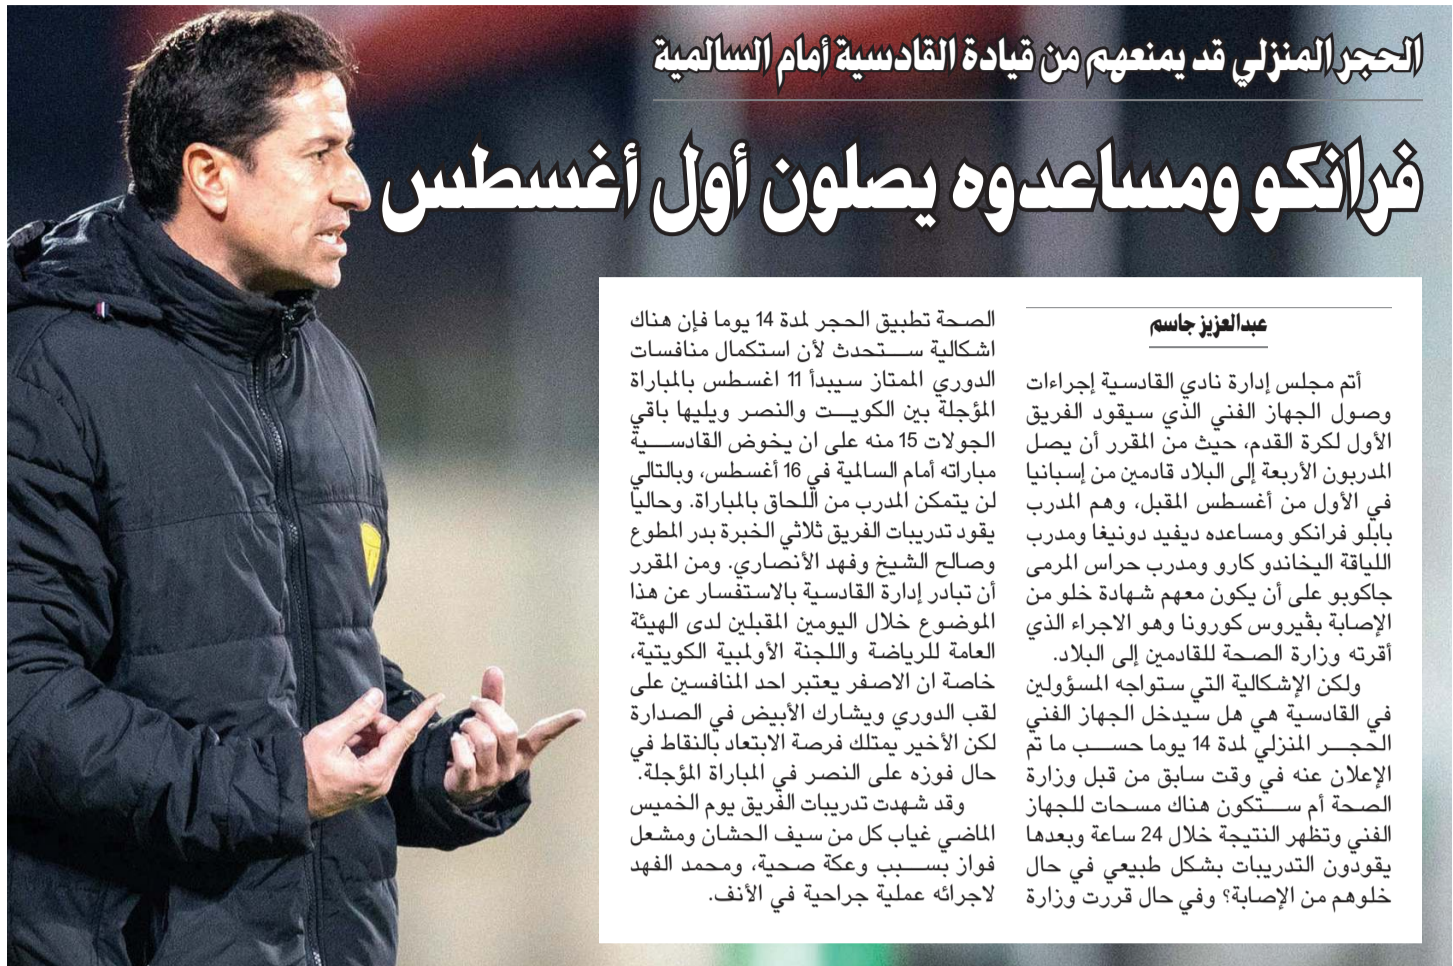 الحجر المنزلي قد يمنعهم من قيادة القادسية أمام السالمية
فرانكو ومساعدوه يصلون أول أغسطس
عبدالعزيز جاسم
أتم مجلس إدارة نادي القادسية إجراءات
وصول الجهاز الفني الذي سيقود الفريق
الأول لكرة القدم، حيث من المقرر أن يصل
المدربون الأربعة إلى البلاد قادمين من إسبانيا
في الأول من أغسطس المقبل، وهم المدرب
بابلو فرانكو ومساعده ديفيد دونيغا ومدرب
اللياقة اليخاندو كارو ومدرب حراس المرمى
جاكوبو على أن يكون معهم شهادة خلو من
الإصابة بڤيروس كورونا وهو الاجراء الذي
أقرته وزارة الصحة للقادمين إلى البلاد.
ولكن الإشكالية التي ستواجه المسؤولين
في القادسية هي هل سيدخل الجهاز الفني
الحجر المنزلي لمدة 14 يوما حسب ما تم
الإعلان عنه في وقت سابق من قبل وزارة
الصحة أم ستكون هناك مسحات للجهاز
الفني وتظهر النتيجة خلال 24 ساعة وبعدها
يقودون التدريبات بشكل طبيعي في حال
خلوهم من الإصابة؟ وفي حال قررت وزارة
الصحة تطبيق الحجر لمدة 14 يوما فإن هناك
اشكالية ستحدث لأن استكمال منافسات
الدوري الممتاز سيبدأ 11 اغسطس بالمباراة
المؤجلة بين الكويت والنصر ويليها باقي
الجولات 15 منه على ان يخوض القادسية
مباراته أمام السالمية في 16 أغسطس، وبالتالي
لن يتمكن المدرب من اللحاق بالمباراة. وحاليا
يقود تدريبات الفريق ثلاثي الخبرة بدر المطوع
وصالح الشيخ وفهد الأنصاري. ومن المقرر
أن تبادر إدارة القادسية بالاستفسار عن هذا
الموضوع خلال اليومين المقبلين لدى الهيئة
العامة للرياضة واللجنة الأولمبية الكويتية،
خاصة ان الاصفر يعتبر احد المنافسين على
لقب الدوري ويشارك الأبيض في الصدارة
لكن الأخير يمتلك فرصة الابتعاد بالنقاط في
حال فوزه على النصر في المباراة المؤجلة.
وقد شهدت تدريبات الفريق يوم الخميس
الماضي غياب كل من سيف الحشان ومشعل
فواز بسبب وعكة صحية، ومحمد الفهد
لاجرائه عملية جراحية في الأنف.